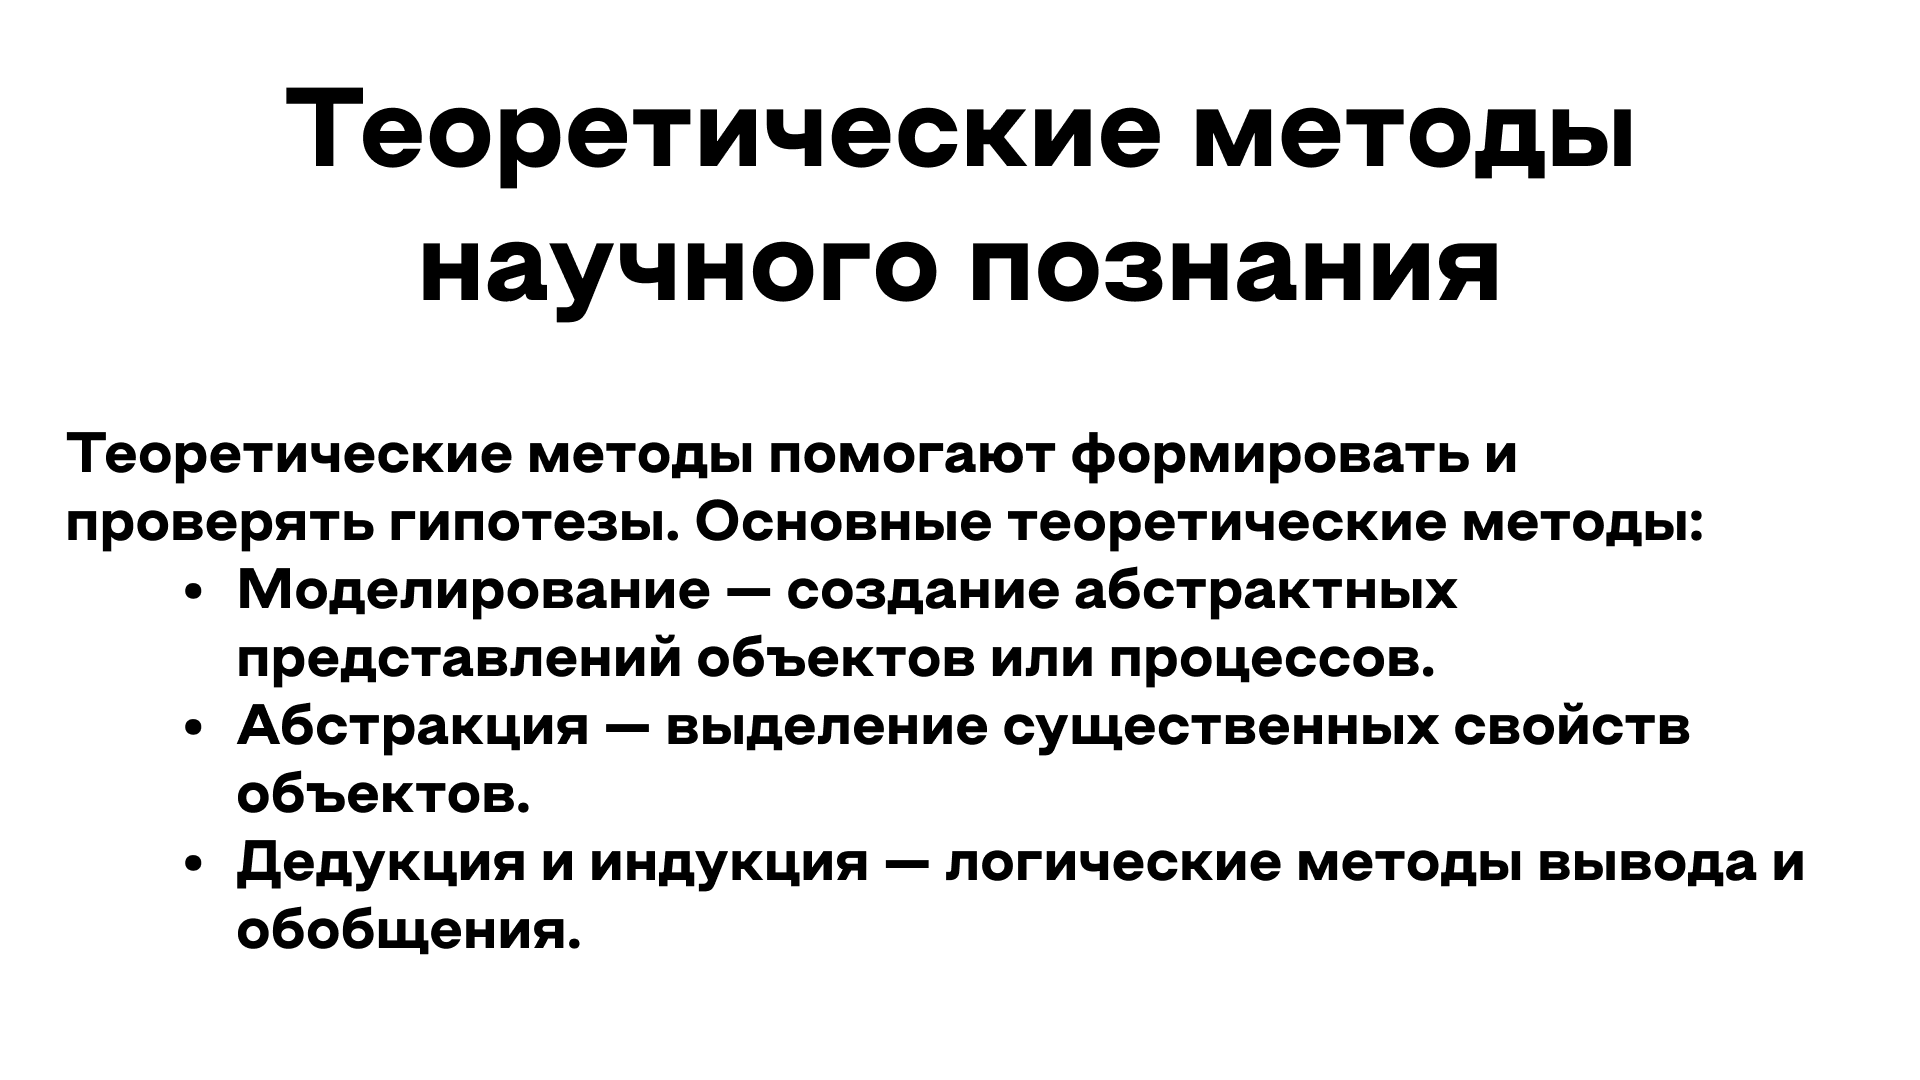 Теоретические методы
научного познания
Теоретические методы помогают формировать и
проверять гипотезы. Основные теоретические методы:
• Моделирование — создание абстрактных
представлений объектов или процессов.
• Абстракция — выделение существенных свойств
объектов.
• Дедукция и индукция — логические методы вывода и
обобщения.